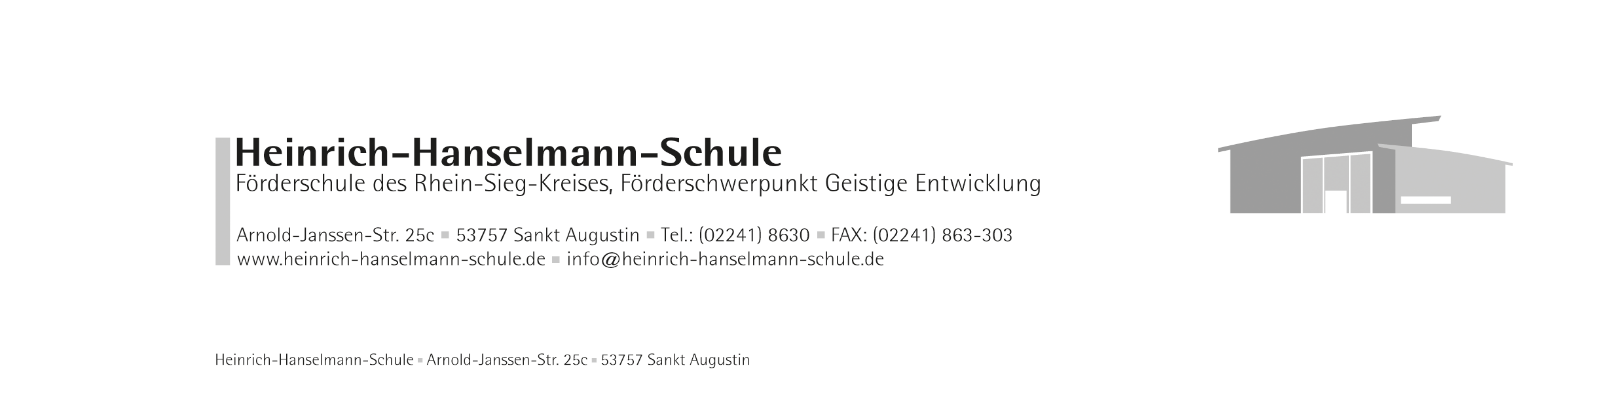 Heinrich-Hanselmann-Schule
Förderschule des Rhein-Sieg-Kreises, Förderschwerpunkt Geistige Entwicklung
Arnold-Janssen-Str. 25c ▪ 53757 Sankt Augustin ▪ Tel.: (02241) 8630 ▪ FAX: (02241) 863-303
www.heinrich-hanselmann-schule.de ▪ info@heinrich-hanselmann-schule.de
Heinrich-Hanselmann-Schule ▪ Arnold-Janssen-Str. 25c ▪ 53757 Sankt Augustin